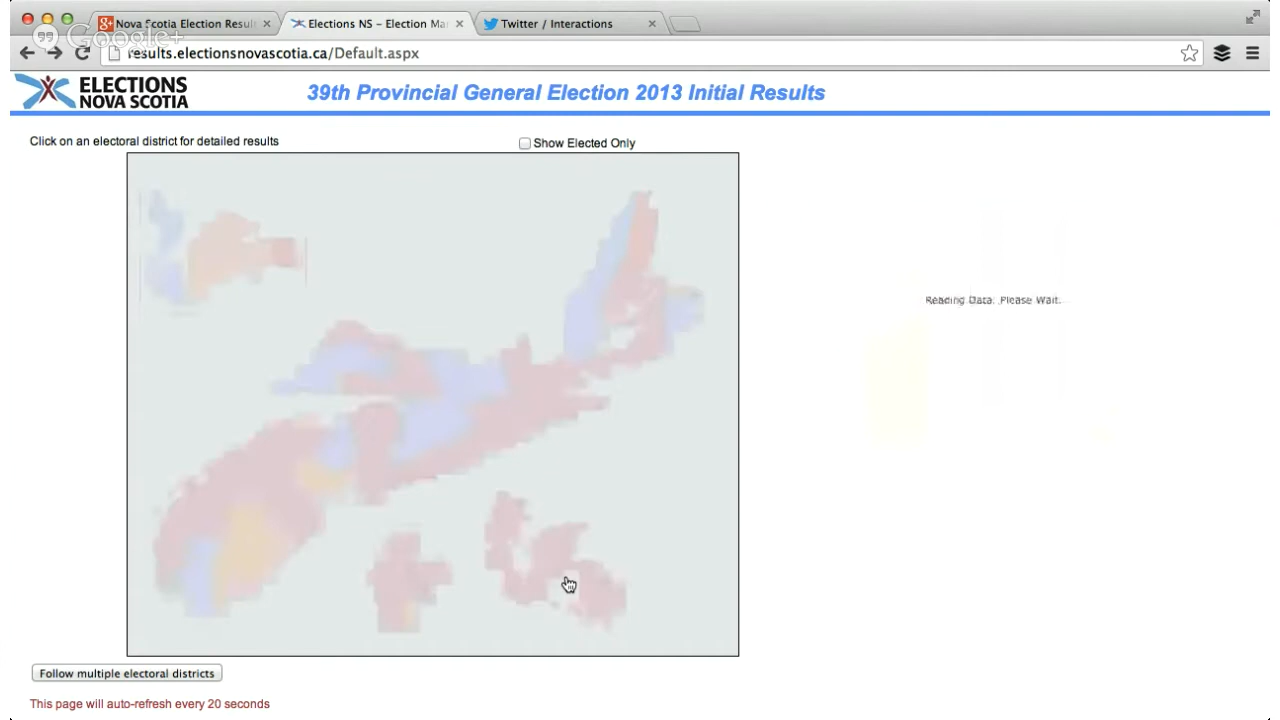 Nova Scotia Election Result
Elections NS – Election Ma
Twitter / Interactions
Google+
results.electionsnovascotia.ca/Default.aspx
ELECTIONS
NOVA SCOTIA
39th Provincial General Election 2013 Initial Results
Click on an electoral district for detailed results
Show Elected Only
Reading Data. Please Wait.
Follow multiple electoral districts
This page will auto-refresh every 20 seconds